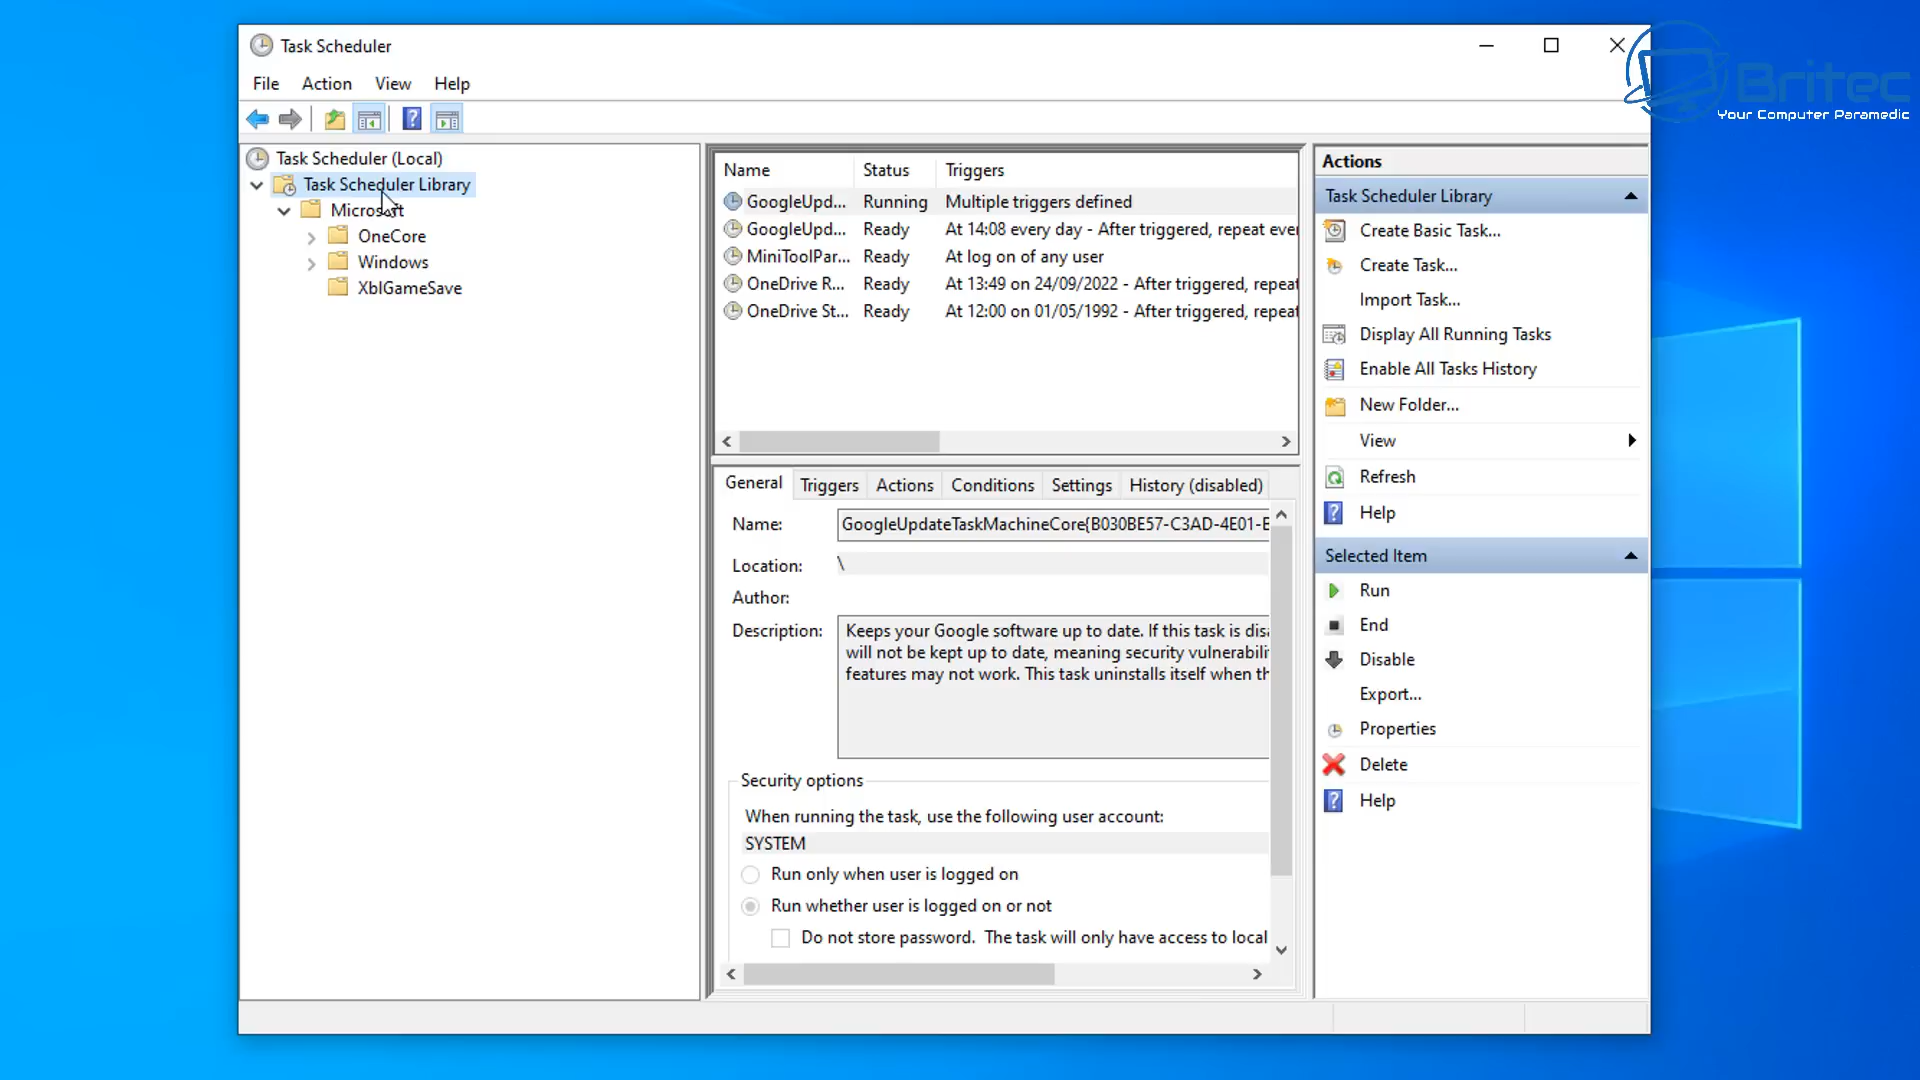 Task Scheduler
File Action View Help
Britec
Your Computer Paramedic
Task Scheduler (Local)
Task Scheduler Library
Microsoft
OneCore
Windows
XblGameSave
Name Status Triggers
GoogleUpd... Running Multiple triggers defined
GoogleUpd... Ready At 14:08 every day - After triggered, repeat ever
MiniToolPar... Ready At log on of any user
OneDrive R... Ready At 13:49 on 24/09/2022 - After triggered, repeat
OneDrive St... Ready At 12:00 on 01/05/1992 - After triggered, repeat
General Triggers Actions Conditions Settings History (disabled)
Name: GoogleUpdateTaskMachineCore{B030BE57-C3AD-4E01-E
Location: \
Author:
Description: Keeps your Google software up to date. If this task is disa
will not be kept up to date, meaning security vulnerabili
features may not work. This task uninstalls itself when th
Security options
When running the task, use the following user account:
SYSTEM
Run only when user is logged on
Run whether user is logged on or not
Do not store password. The task will only have access to local
Actions
Task Scheduler Library
Create Basic Task...
Create Task...
Import Task...
Display All Running Tasks
Enable All Tasks History
New Folder...
View
Refresh
Help
Selected Item
Run
End
Disable
Export...
Properties
Delete
Help